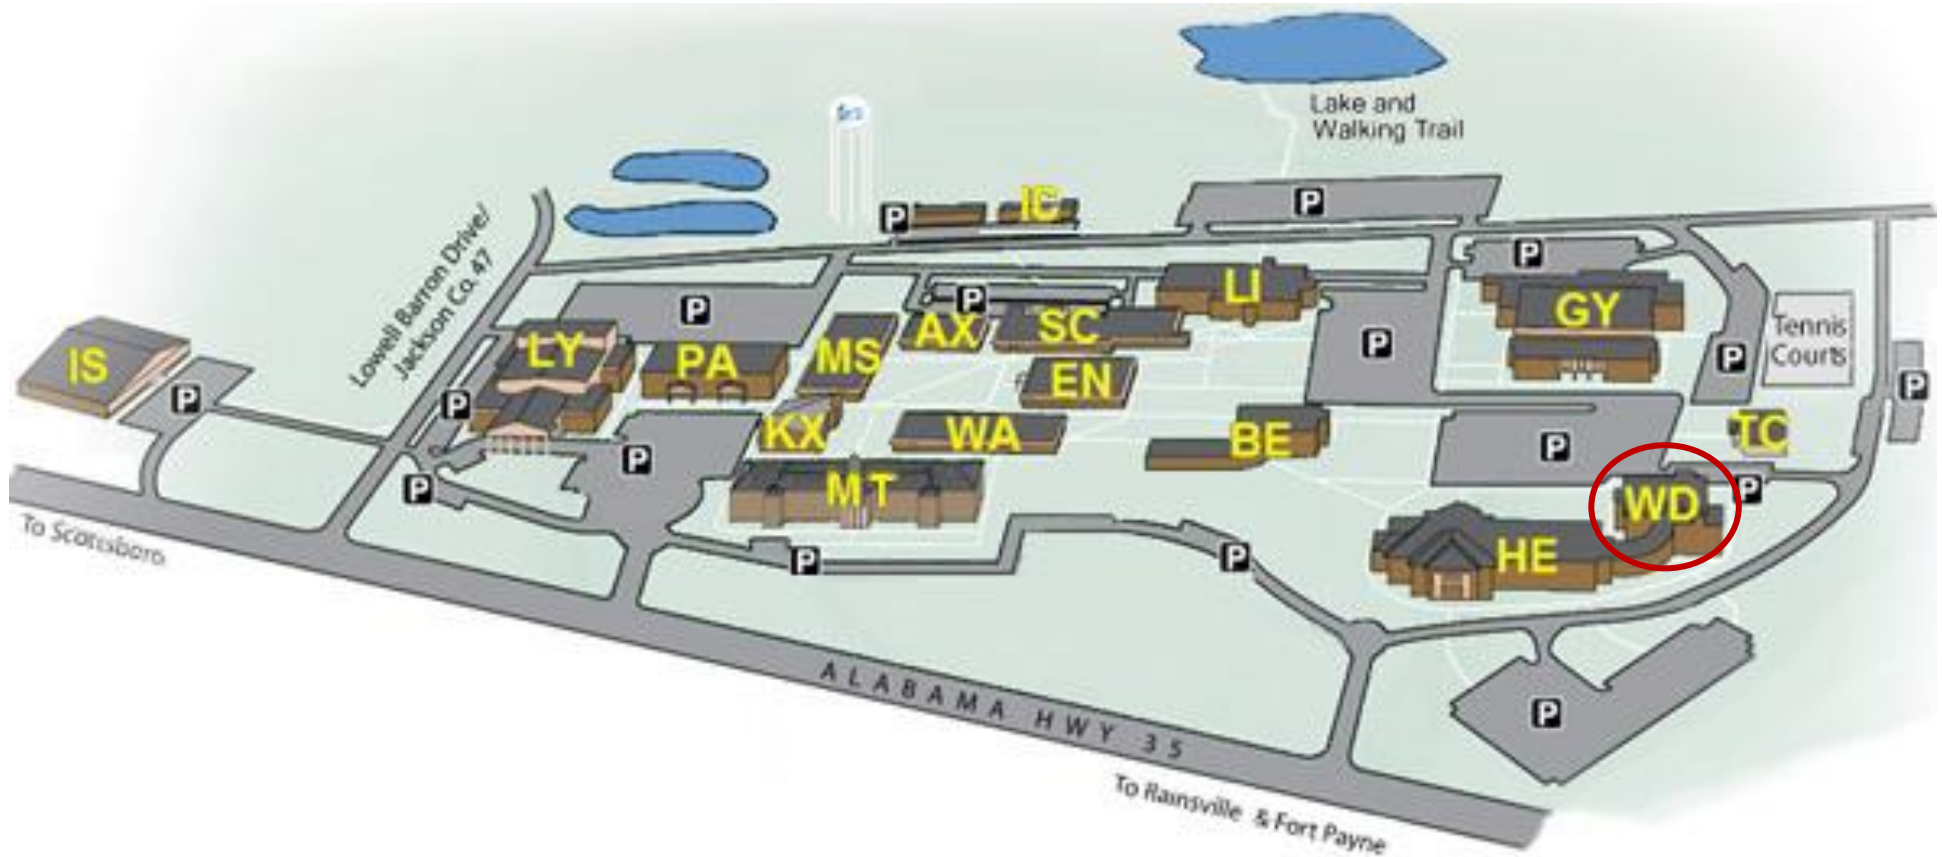 Lake and
Walking Trail
P
IC
P
Lowell Barron Drive/
Jackson Co. 47
P
LI
P
P
GY
IS
P
LY
PA
P
MS
AX
SC
EN
P
P
Tennis
Courts
P
P
KX
WA
BE
P
TC
P
P
MT
WD
P
To Scottsboro
P
P
HE
ALABAMA HWY 35
P
To Rainsville & Fort Payne